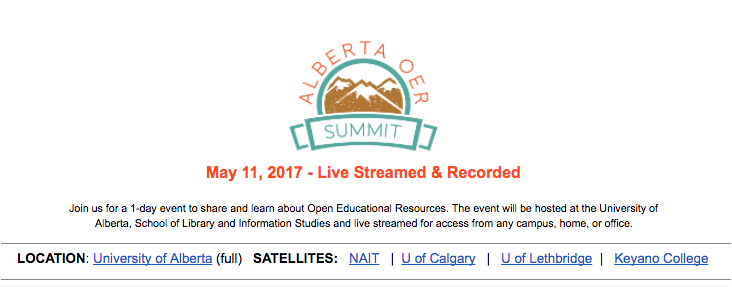 ALBERTA OER
SUMMIT
May 11, 2017 - Live Streamed & Recorded
Join us for a 1-day event to share and learn about Open Educational Resources. The event will be hosted at the University of
Alberta, School of Library and Information Studies and live streamed for access from any campus, home, or office.
LOCATION: University of Alberta (full) SATELLITES: NAIT | U of Calgary | U of Lethbridge | Keyano College